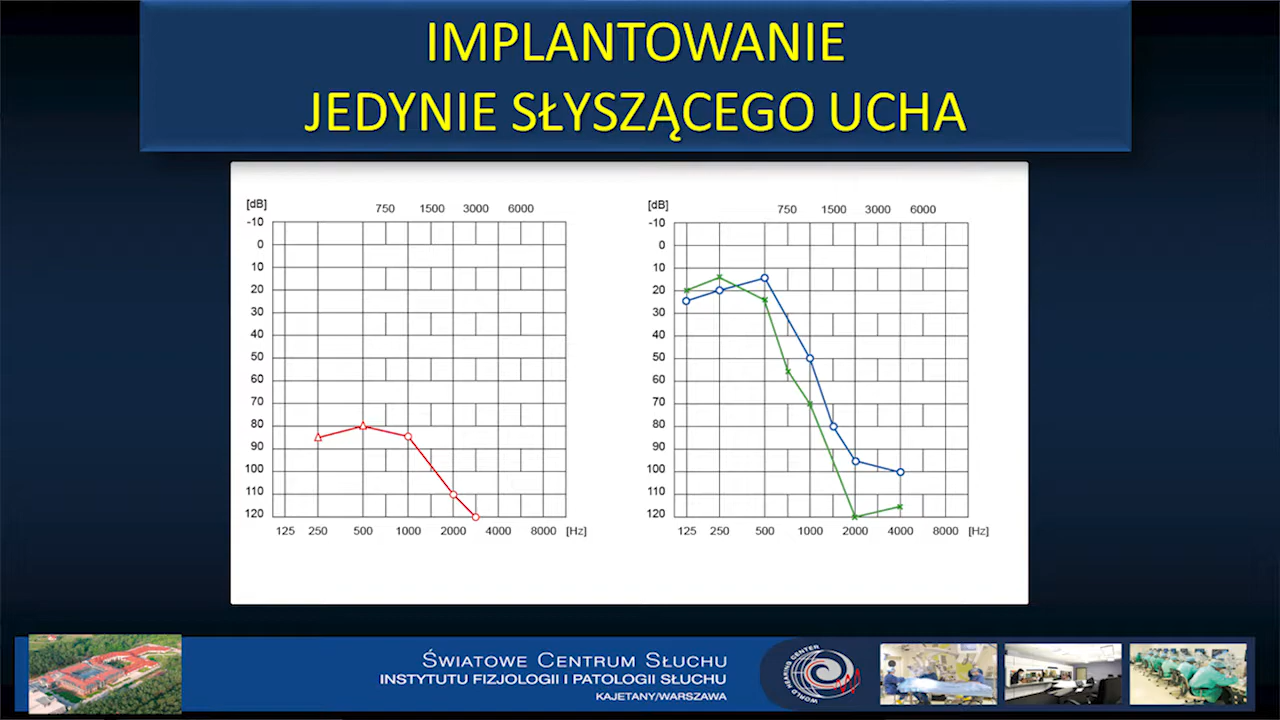 IMPLANTOWANIE
JEDYNIE SŁYSZĄCEGO UCHA
[dB] 750 1500 3000 6000
-10
0
10
20
30
40
50
60
70
80
90
100
110
120
125 250 500 1000 2000 4000 8000 [Hz]
[dB] 750 1500 3000 6000
-10
0
10
20
30
40
50
60
70
80
90
100
110
120
125 250 500 1000 2000 4000 8000 [Hz]
ŚWIATOWE CENTRUM SŁUCHU
INSTYTUTU FIZJOLOGII I PATOLOGII SŁUCHU
KAJETANY/WARSZAWA
WORLD HEARING CENTER